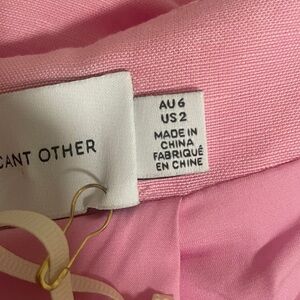 CANT OTHER
AU 6
US 2
MADE IN
CHINA
FABRIQUÉ
EN CHINE